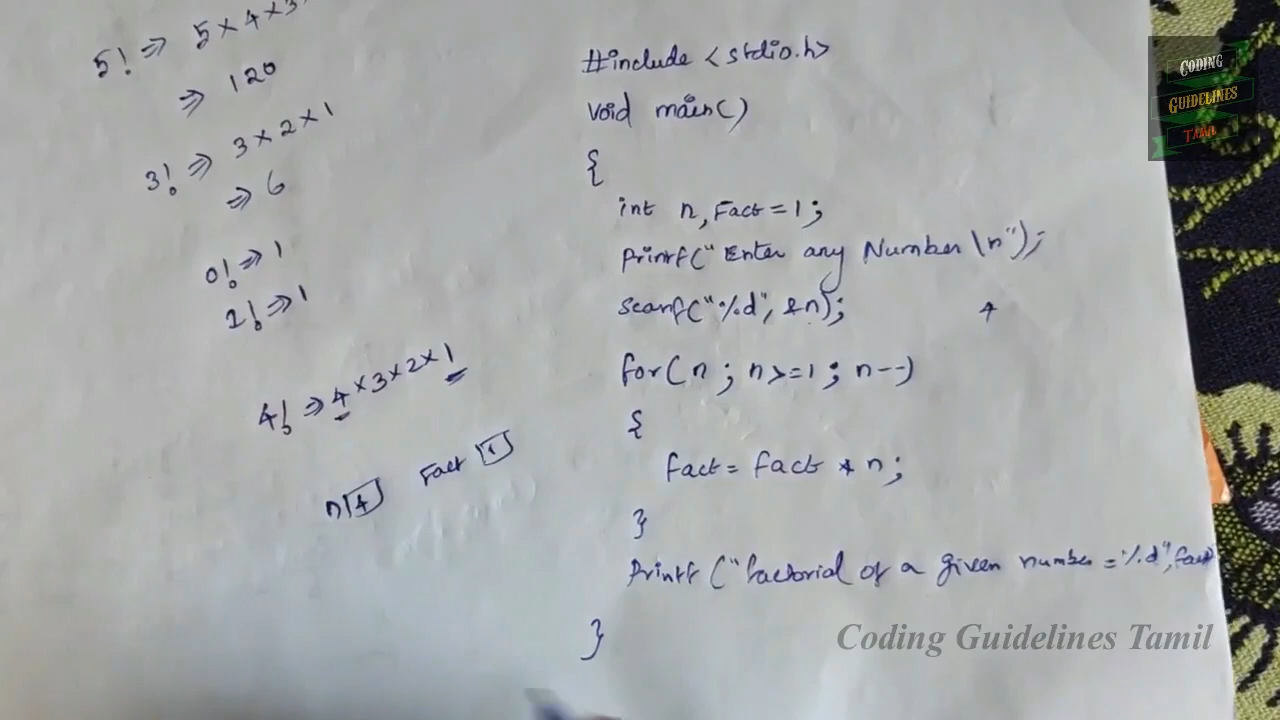 5! ⇒ 5 × 4 × 3
⇒ 120
3! ⇒ 3 × 2 × 1
⇒ 6
0! ⇒ 1
1! ⇒ 1
4! ⇒ 4 × 3 × 2 × 1
n 4 Fact 1
#include <stdio.h>
void main()
{
int n, Fact = 1;
printf(" Enter any Number \n");
scanf("%d", &n); 4
for(n ; n>=1 ; n--)
{
fact = fact * n;
}
Printf ("factorial of a given number = %d", fact
}
CODING
GUIDELINES
TAMIL
Coding Guidelines Tamil